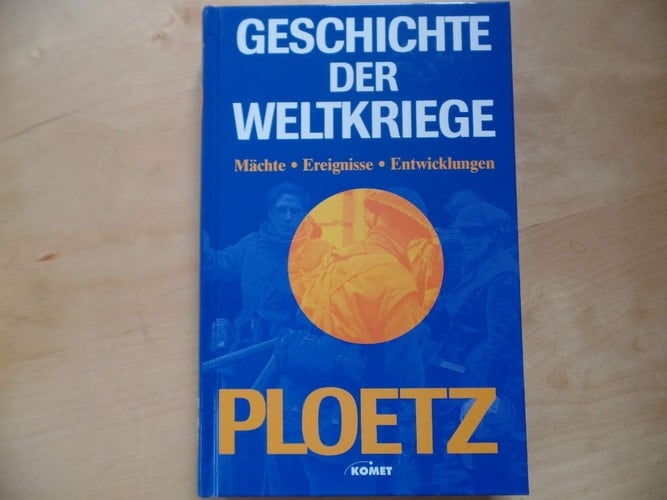 GESCHICHTE
DER
WELTKRIEGE
Mächte • Ereignisse • Entwicklungen
PLOETZ
KOMET